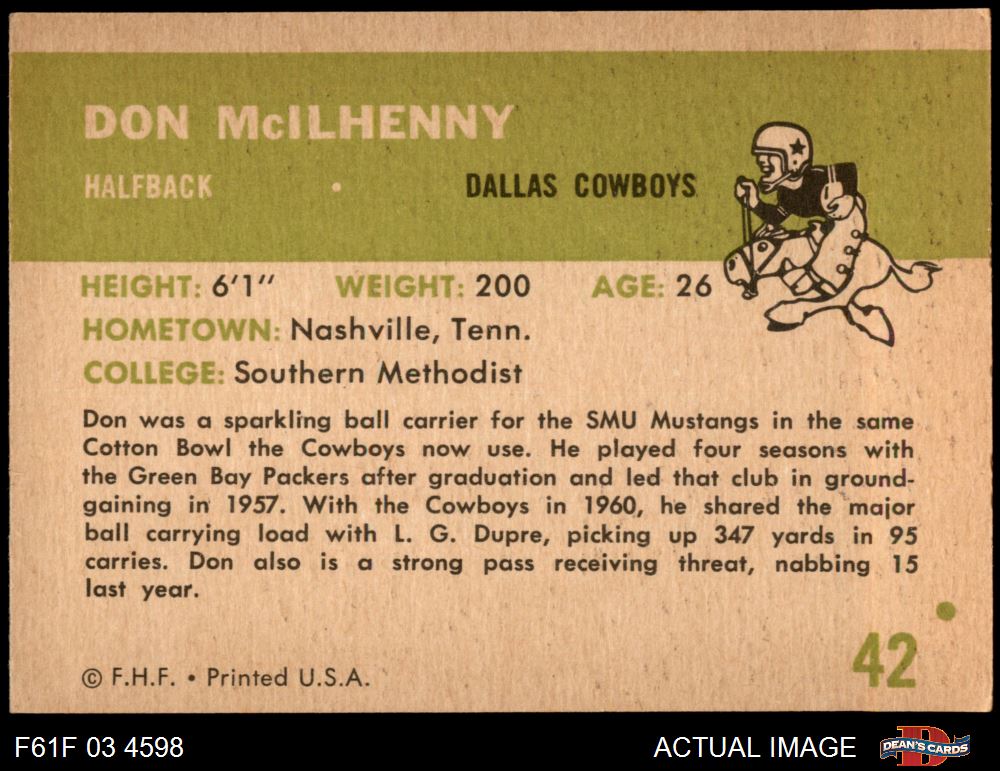 DON McILHENNY
HALFBACK • DALLAS COWBOYS
HEIGHT: 6'1" WEIGHT: 200 AGE: 26
HOMETOWN: Nashville, Tenn.
COLLEGE: Southern Methodist
Don was a sparkling ball carrier for the SMU Mustangs in the same
Cotton Bowl the Cowboys now use. He played four seasons with
the Green Bay Packers after graduation and led that club in ground-
gaining in 1957. With the Cowboys in 1960, he shared the major
ball carrying load with L. G. Dupre, picking up 347 yards in 95
carries. Don also is a strong pass receiving threat, nabbing 15
last year.
42
© F.H.F. • Printed U.S.A.
F61F 03 4598 ACTUAL IMAGE DEAN'S CARDS